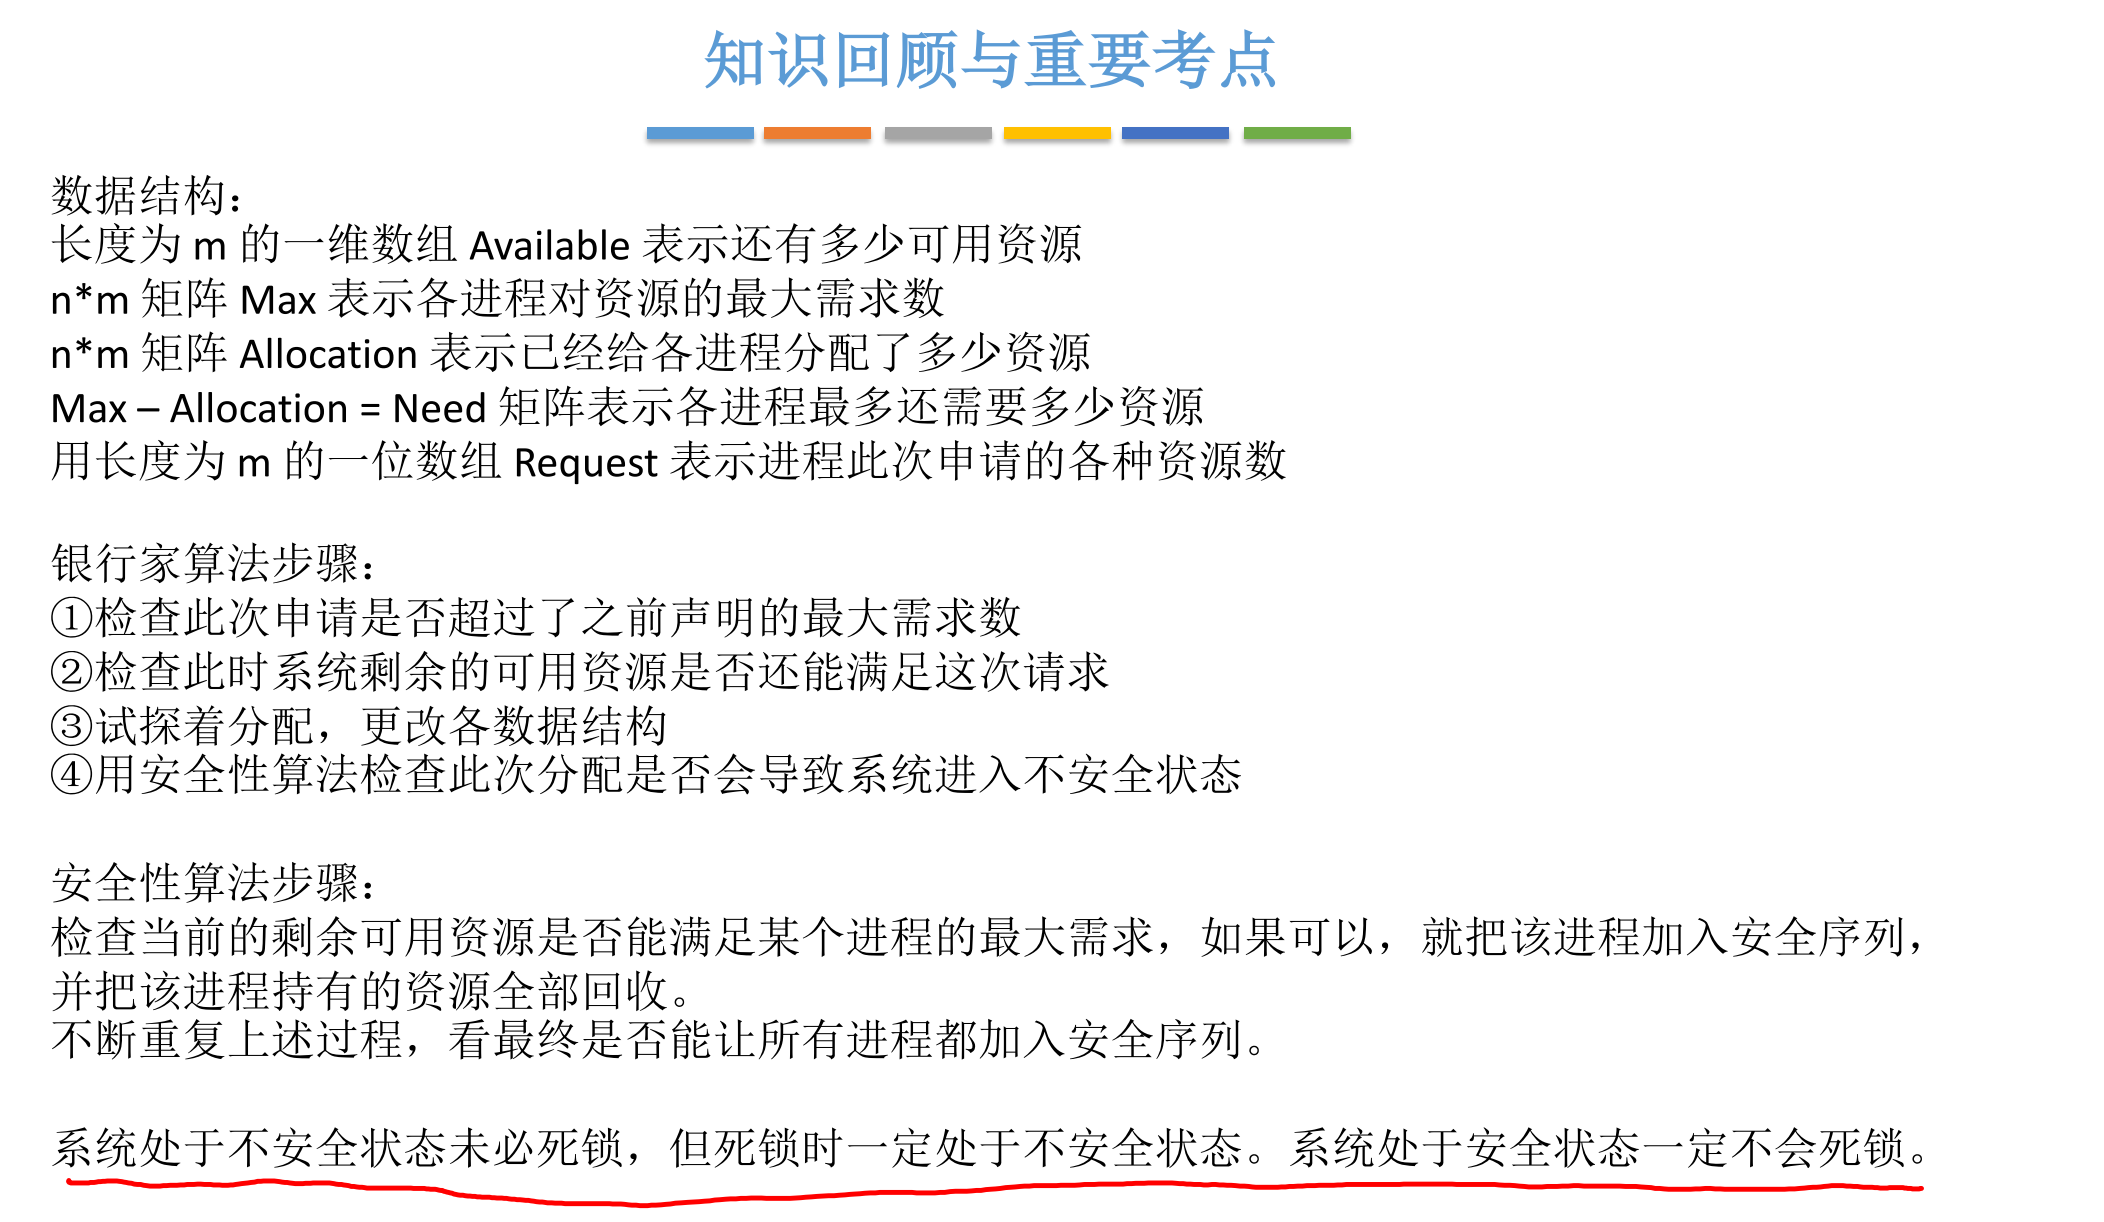 知识回顾与重要考点
数据结构：
长度为 m 的一维数组 Available 表示还有多少可用资源
n*m 矩阵 Max 表示各进程对资源的最大需求数
n*m 矩阵 Allocation 表示已经给各进程分配了多少资源
Max – Allocation = Need 矩阵表示各进程最多还需要多少资源
用长度为 m 的一位数组 Request 表示进程此次申请的各种资源数
银行家算法步骤：
①检查此次申请是否超过了之前声明的最大需求数
②检查此时系统剩余的可用资源是否还能满足这次请求
③试探着分配，更改各数据结构
④用安全性算法检查此次分配是否会导致系统进入不安全状态
安全性算法步骤：
检查当前的剩余可用资源是否能满足某个进程的最大需求，如果可以，就把该进程加入安全序列，
并把该进程持有的资源全部回收。
不断重复上述过程，看最终是否能让所有进程都加入安全序列。
系统处于不安全状态未必死锁，但死锁时一定处于不安全状态。系统处于安全状态一定不会死锁。